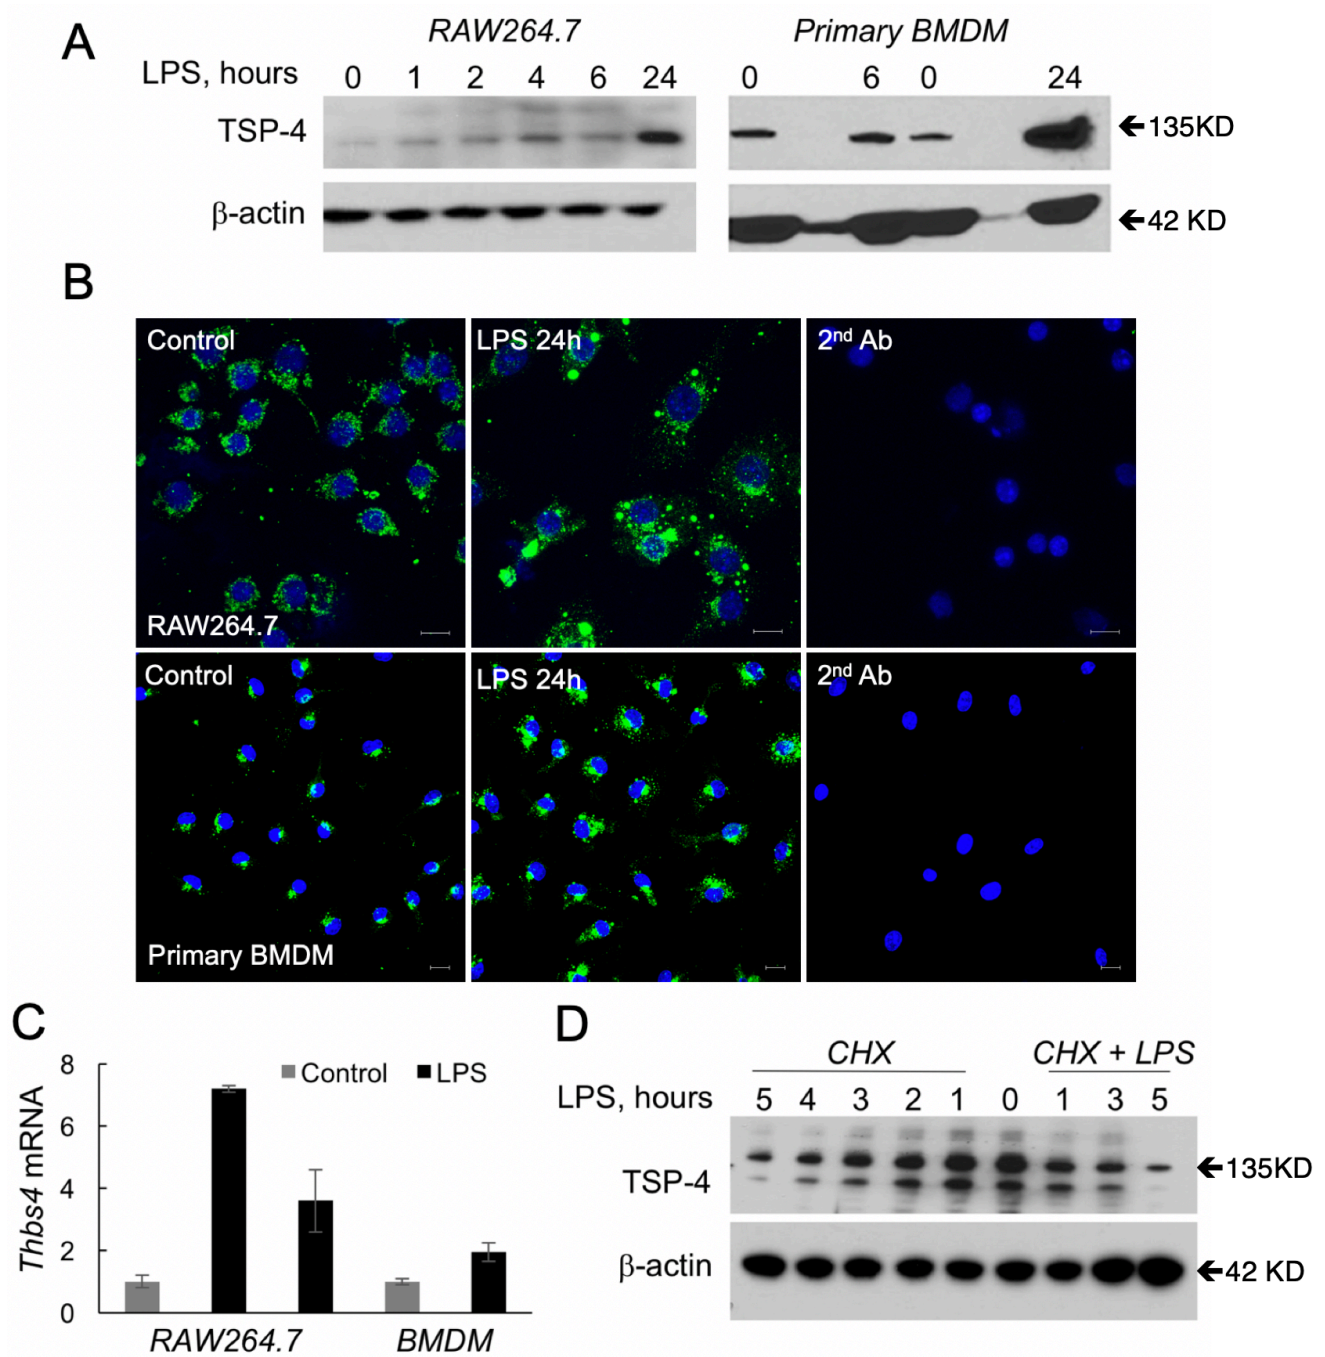 A
RAW264.7
Primary BMDM
LPS, hours 0 1 2 4 6 24 0 6 0 24
TSP-4
←135KD
β-actin
←42 KD
B
Control
LPS 24h
2nd Ab
RAW264.7
Control
LPS 24h
2nd Ab
Primary BMDM
C
Control LPS
8
6
4
2
0
Thbs4 mRNA
RAW264.7 BMDM
D
CHX CHX + LPS
LPS, hours 5 4 3 2 1 0 1 3 5
TSP-4
←135KD
β-actin
←42 KD